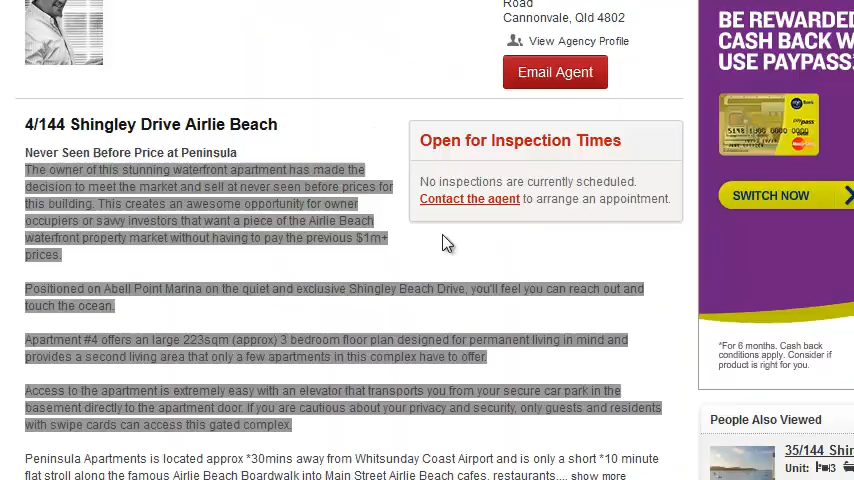 Road
Cannonvale, Qld 4802
View Agency Profile
Email Agent
BE REWARDED
CASH BACK W
USE PAYPASS
SWITCH NOW
*For 6 months. Cash back
conditions apply. Consider if
product is right for you.
4/144 Shingley Drive Airlie Beach
Never Seen Before Price at Peninsula
The owner of this stunning waterfront apartment has made the
decision to meet the market and sell at never seen before prices for
this building. This creates an awesome opportunity for owner
occupiers or savvy investors that want a piece of the Airlie Beach
waterfront property market without having to pay the previous $1m+
prices.
Open for Inspection Times
No inspections are currently scheduled.
Contact the agent to arrange an appointment.
Positioned on Abell Point Marina on the quiet and exclusive Shingley Beach Drive, you'll feel you can reach out and
touch the ocean.
Apartment #4 offers an large 223sqm (approx) 3 bedroom floor plan designed for permanent living in mind and
provides a second living area that only a few apartments in this complex have to offer.
Access to the apartment is extremely easy with an elevator that transports you from your secure car park in the
basement directly to the apartment door. If you are cautious about your privacy and security, only guests and residents
with swipe cards can access this gated complex.
Peninsula Apartments is located approx *30mins away from Whitsunday Coast Airport and is only a short *10 minute
flat stroll along the famous Airlie Beach Boardwalk into Main Street Airlie Beach cafes, restaurants.... show more
People Also Viewed
35/144 Shin
Unit: 3